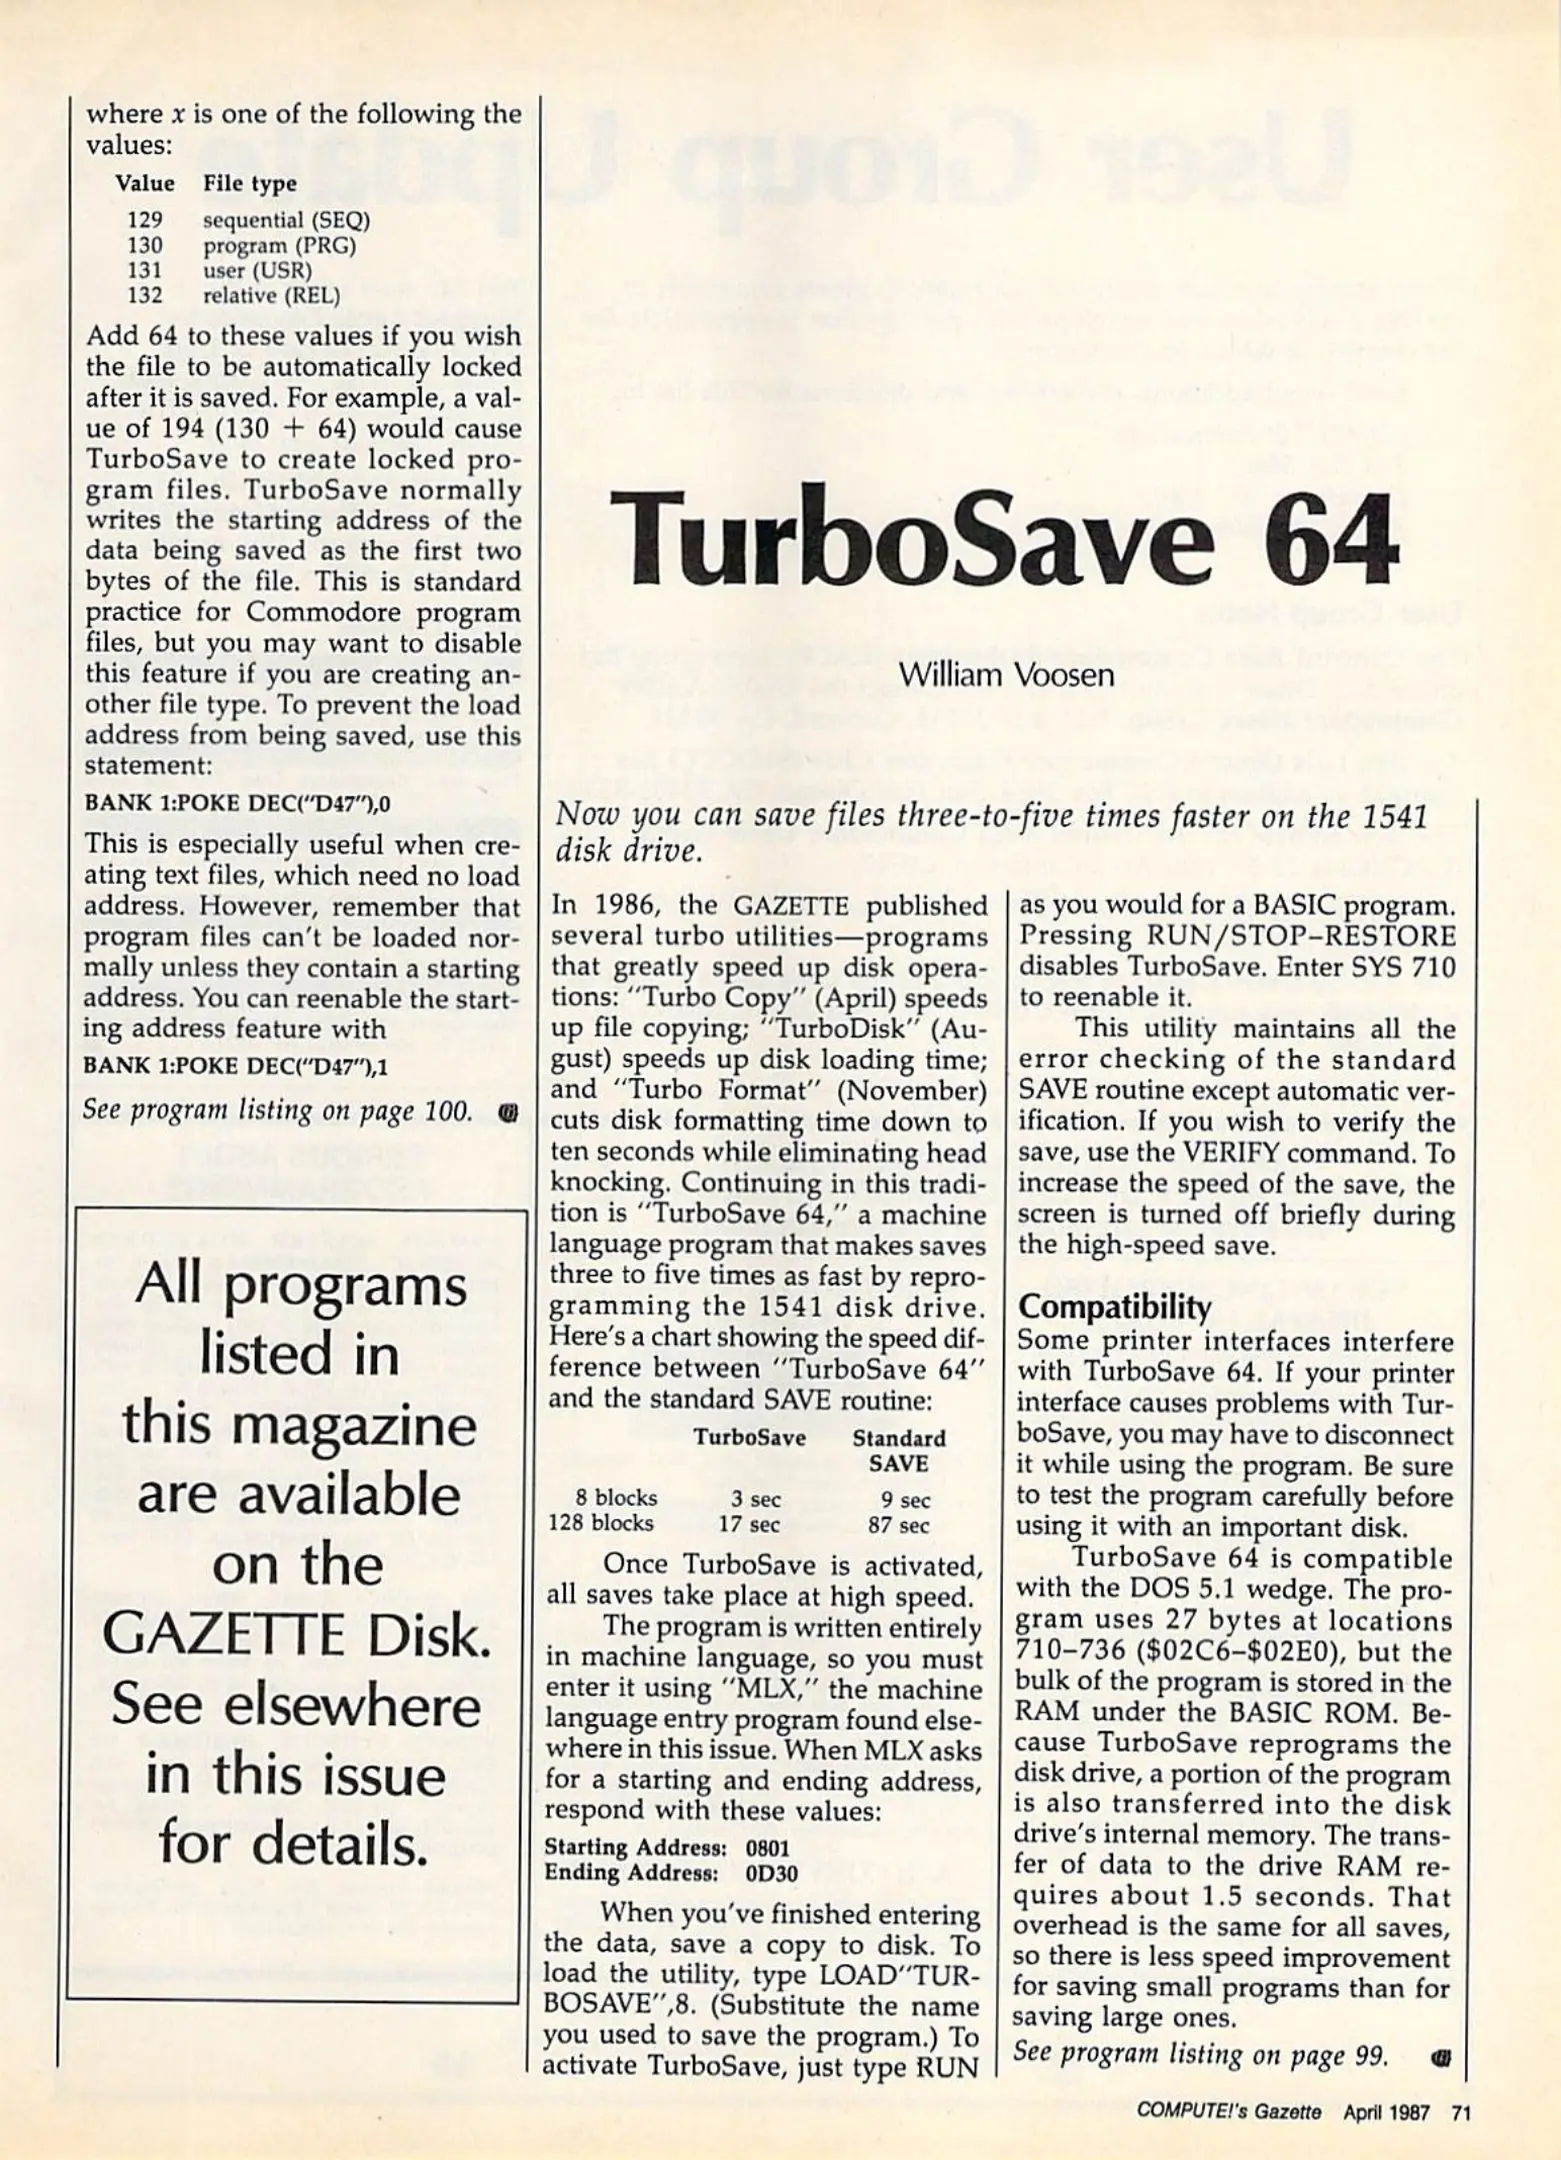 where x is one of the following the
values:
Value File type
129 sequential (SEQ)
130 program (PRG)
131 user (USR)
132 relative (REL)
Add 64 to these values if you wish
the file to be automatically locked
after it is saved. For example, a val-
ue of 194 (130 + 64) would cause
TurboSave to create locked pro-
gram files. TurboSave normally
writes the starting address of the
data being saved as the first two
bytes of the file. This is standard
practice for Commodore program
files, but you may want to disable
this feature if you are creating an-
other file type. To prevent the load
address from being saved, use this
statement:
BANK 1:POKE DEC("D47"),0
This is especially useful when cre-
ating text files, which need no load
address. However, remember that
program files can't be loaded nor-
mally unless they contain a starting
address. You can reenable the start-
ing address feature with
BANK 1:POKE DEC("D47"),1
See program listing on page 100.
All programs
listed in
this magazine
are available
on the
GAZETTE Disk.
See elsewhere
in this issue
for details.
TurboSave 64
William Voosen
Now you can save files three-to-five times faster on the 1541
disk drive.
In 1986, the GAZETTE published
several turbo utilities—programs
that greatly speed up disk opera-
tions: "Turbo Copy" (April) speeds
up file copying; "TurboDisk" (Au-
gust) speeds up disk loading time;
and "Turbo Format" (November)
cuts disk formatting time down to
ten seconds while eliminating head
knocking. Continuing in this tradi-
tion is "TurboSave 64," a machine
language program that makes saves
three to five times as fast by repro-
gramming the 1541 disk drive.
Here's a chart showing the speed dif-
ference between "TurboSave 64"
and the standard SAVE routine:
TurboSave Standard
SAVE
8 blocks 3 sec 9 sec
128 blocks 17 sec 87 sec
Once TurboSave is activated,
all saves take place at high speed.
The program is written entirely
in machine language, so you must
enter it using "MLX," the machine
language entry program found else-
where in this issue. When MLX asks
for a starting and ending address,
respond with these values:
Starting Address: 0801
Ending Address: 0D30
When you've finished entering
the data, save a copy to disk. To
load the utility, type LOAD"TUR-
BOSAVE",8. (Substitute the name
you used to save the program.) To
activate TurboSave, just type RUN
as you would for a BASIC program.
Pressing RUN/STOP–RESTORE
disables TurboSave. Enter SYS 710
to reenable it.
This utility maintains all the
error checking of the standard
SAVE routine except automatic ver-
ification. If you wish to verify the
save, use the VERIFY command. To
increase the speed of the save, the
screen is turned off briefly during
the high-speed save.
Compatibility
Some printer interfaces interfere
with TurboSave 64. If your printer
interface causes problems with Tur-
boSave, you may have to disconnect
it while using the program. Be sure
to test the program carefully before
using it with an important disk.
TurboSave 64 is compatible
with the DOS 5.1 wedge. The pro-
gram uses 27 bytes at locations
710–736 ($02C6–$02E0), but the
bulk of the program is stored in the
RAM under the BASIC ROM. Be-
cause TurboSave reprograms the
disk drive, a portion of the program
is also transferred into the disk
drive's internal memory. The trans-
fer of data to the drive RAM re-
quires about 1.5 seconds. That
overhead is the same for all saves,
so there is less speed improvement
for saving small programs than for
saving large ones.
See program listing on page 99.
COMPUTE!'s Gazette April 1987 71